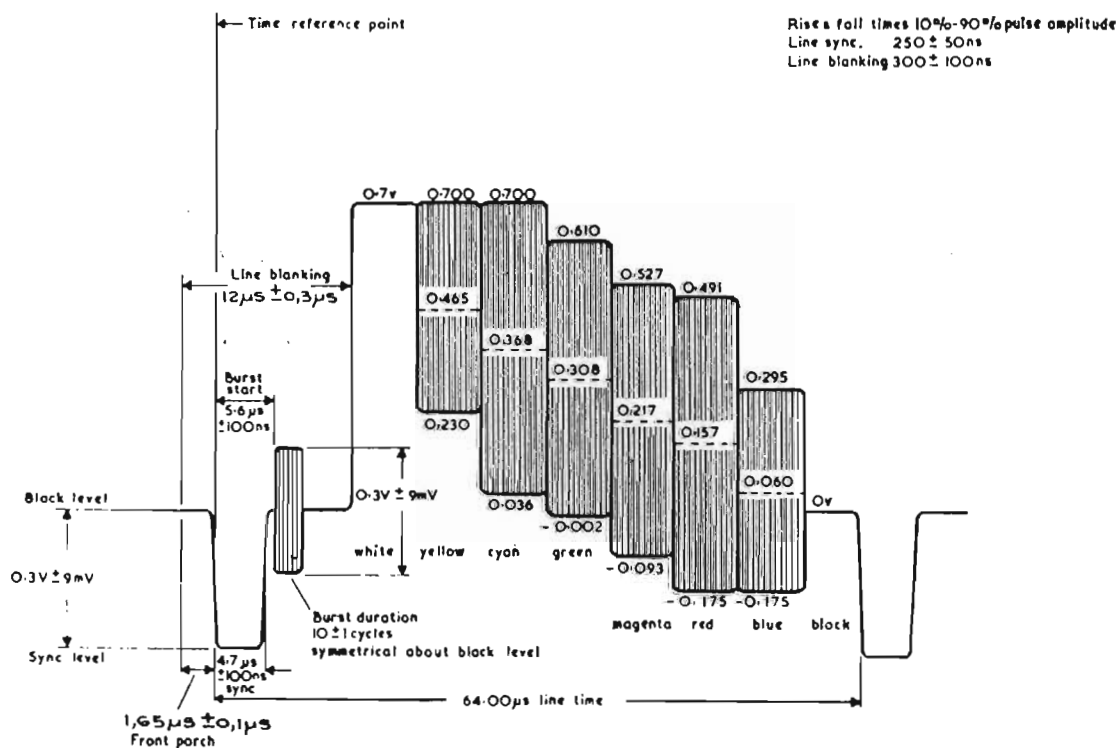 Time reference point
Rise & fall times 10%-90% pulse amplitude
Line sync. 250 ± 50ns
Line blanking 300 ± 100ns
0·7v
0·700
0·700
0·610
0·527
0·491
0·295
Line blanking
12µs ±0,3µs
0·465
0·368
0·308
0·217
0·157
0·060
Burst
start
5·6µs
±100ns
0·230
0·036
-0·002
-0·093
-0·175
-0·175
Black level
0·3V ± 9mV
0v
white
yellow
cyan
green
magenta
red
blue
black
0·3V ± 9mV
Burst duration
10 ± 1 cycles
symmetrical about black level
Sync level
4·7µs
±100ns
sync
64·00µs line time
1,65µs ±0,1µs
Front porch